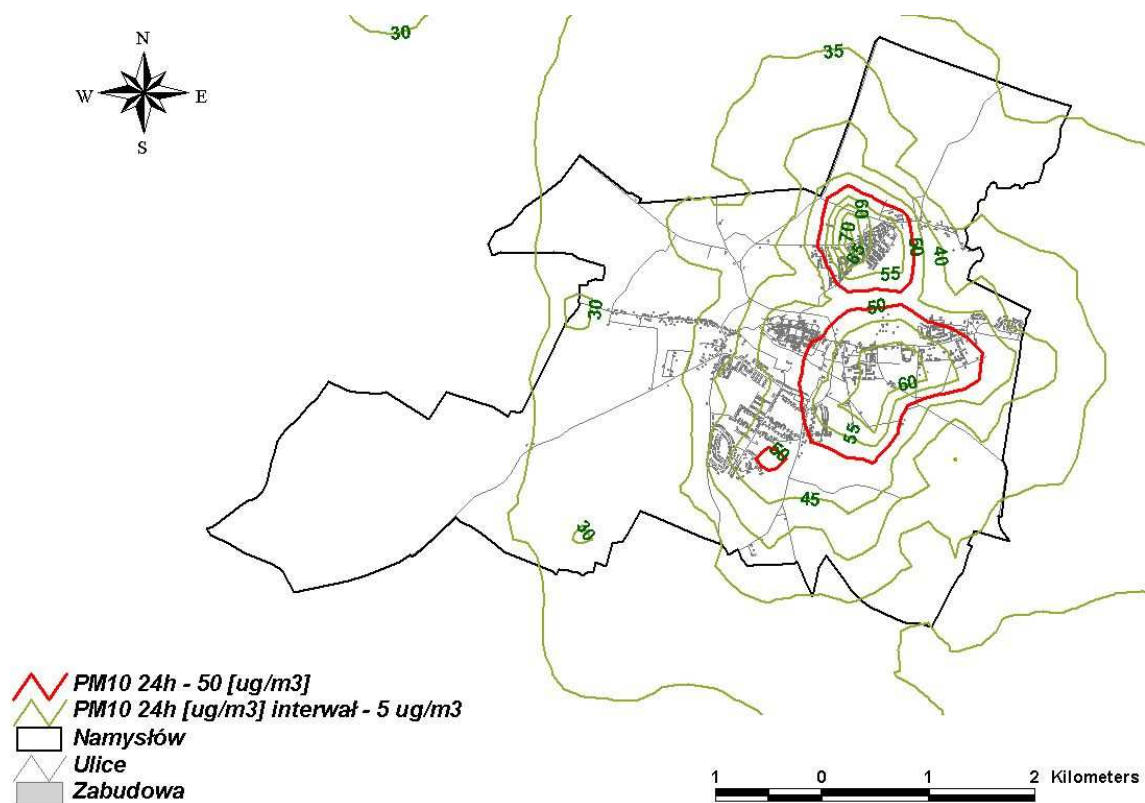 30
35
N
W
E
S
60
70
65
50
40
55
30
50
60
55
50
45
30
PM10 24h - 50 [ug/m3]
PM10 24h [ug/m3] interwał - 5 ug/m3
Namysłów
Ulice
Zabudowa
1 0 1 2 Kilometers